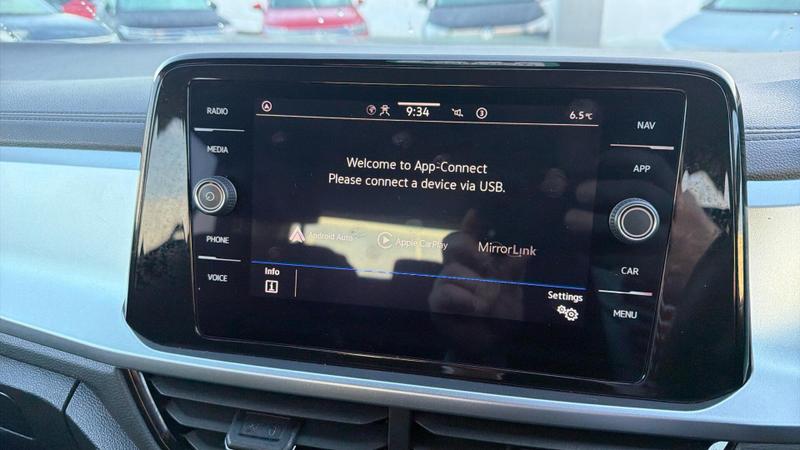 RADIO
MEDIA
PHONE
VOICE
9:34
3
6.5°C
Welcome to App-Connect
Please connect a device via USB.
Android Auto
Apple CarPlay
MirrorLink
Info
Settings
NAV
APP
CAR
MENU